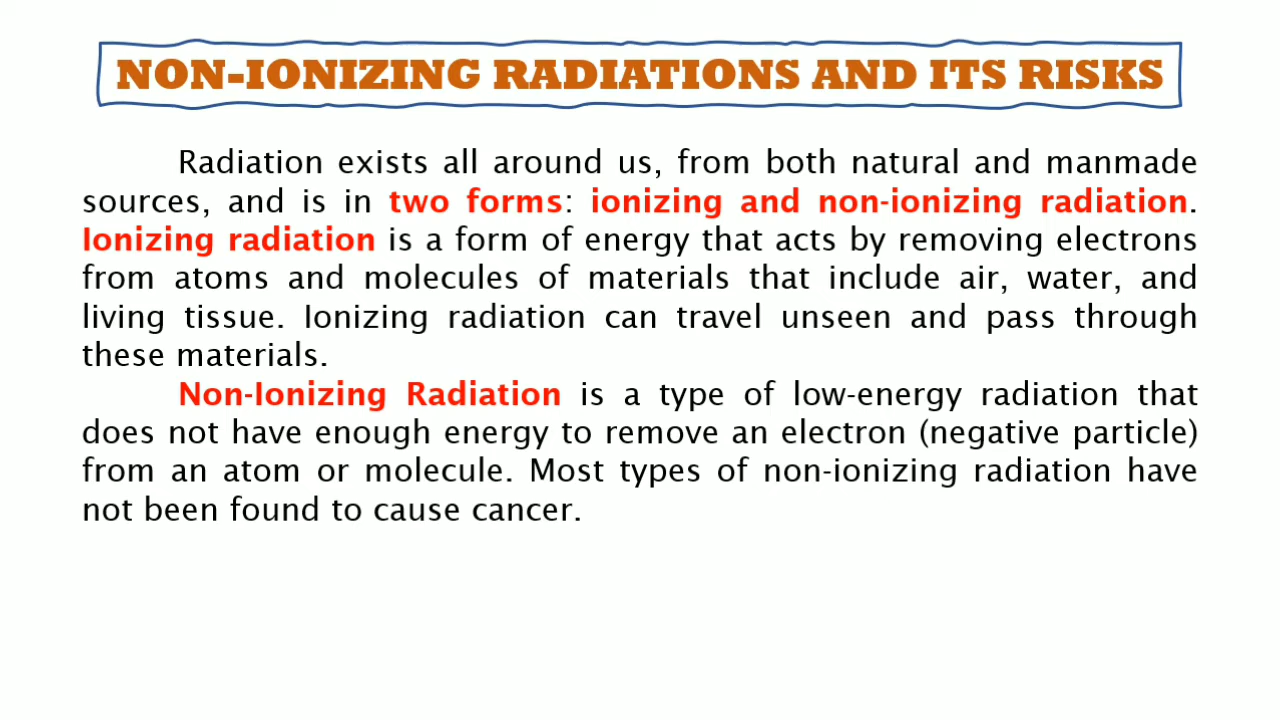 NON-IONIZING RADIATIONS AND ITS RISKS
Radiation exists all around us, from both natural and manmade
sources, and is in two forms: ionizing and non-ionizing radiation.
Ionizing radiation is a form of energy that acts by removing electrons
from atoms and molecules of materials that include air, water, and
living tissue. Ionizing radiation can travel unseen and pass through
these materials.
Non-Ionizing Radiation is a type of low-energy radiation that
does not have enough energy to remove an electron (negative particle)
from an atom or molecule. Most types of non-ionizing radiation have
not been found to cause cancer.